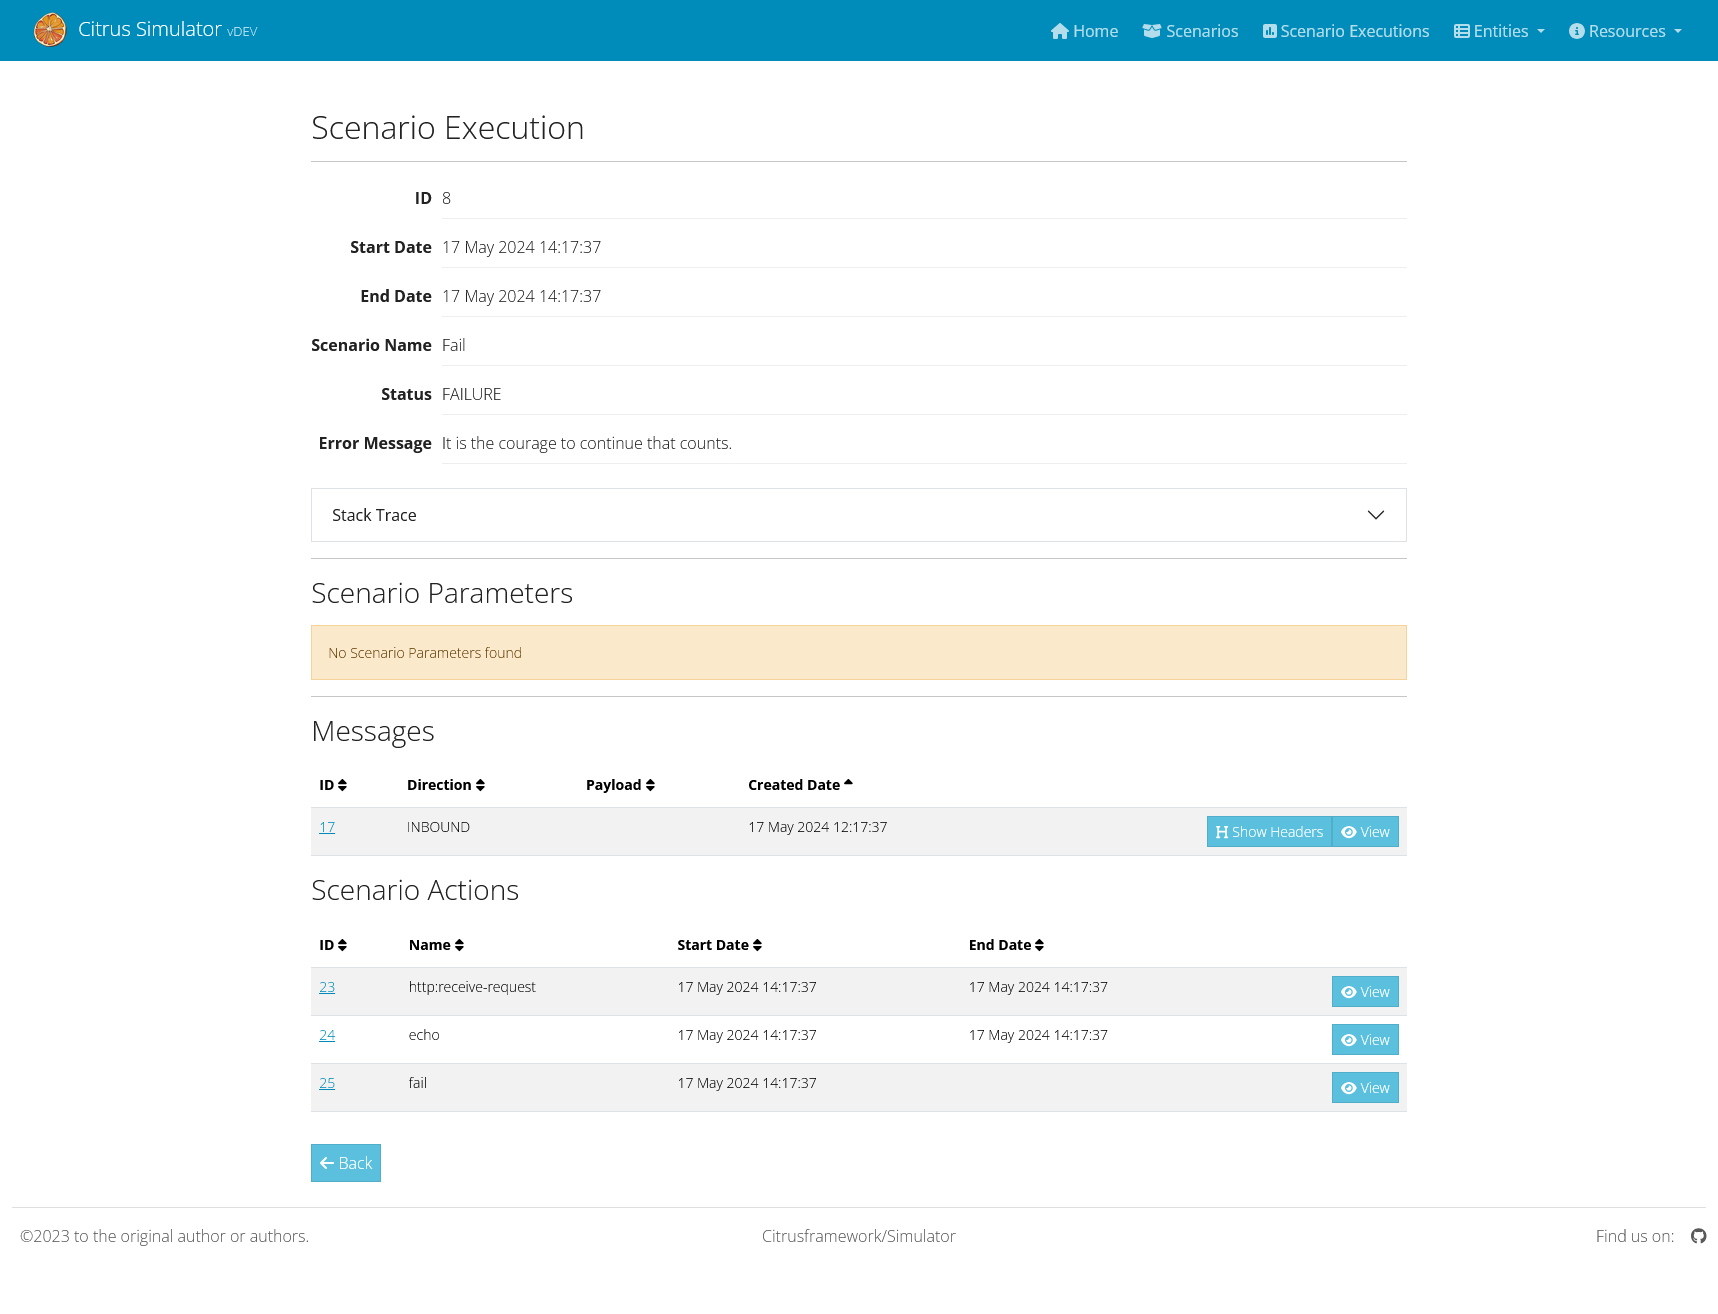 Citrus Simulator vDEV Home Scenarios Scenario Executions Entities Resources
Scenario Execution
ID 8
Start Date 17 May 2024 14:17:37
End Date 17 May 2024 14:17:37
Scenario Name Fail
Status FAILURE
Error Message It is the courage to continue that counts.
Stack Trace
Scenario Parameters
No Scenario Parameters found
Messages
ID Direction Payload Created Date
17 INBOUND 17 May 2024 12:17:37 Show Headers View
Scenario Actions
ID Name Start Date End Date
23 http:receive-request 17 May 2024 14:17:37 17 May 2024 14:17:37 View
24 echo 17 May 2024 14:17:37 17 May 2024 14:17:37 View
25 fail 17 May 2024 14:17:37 View
Back
©2023 to the original author or authors. Citrusframework/Simulator Find us on: